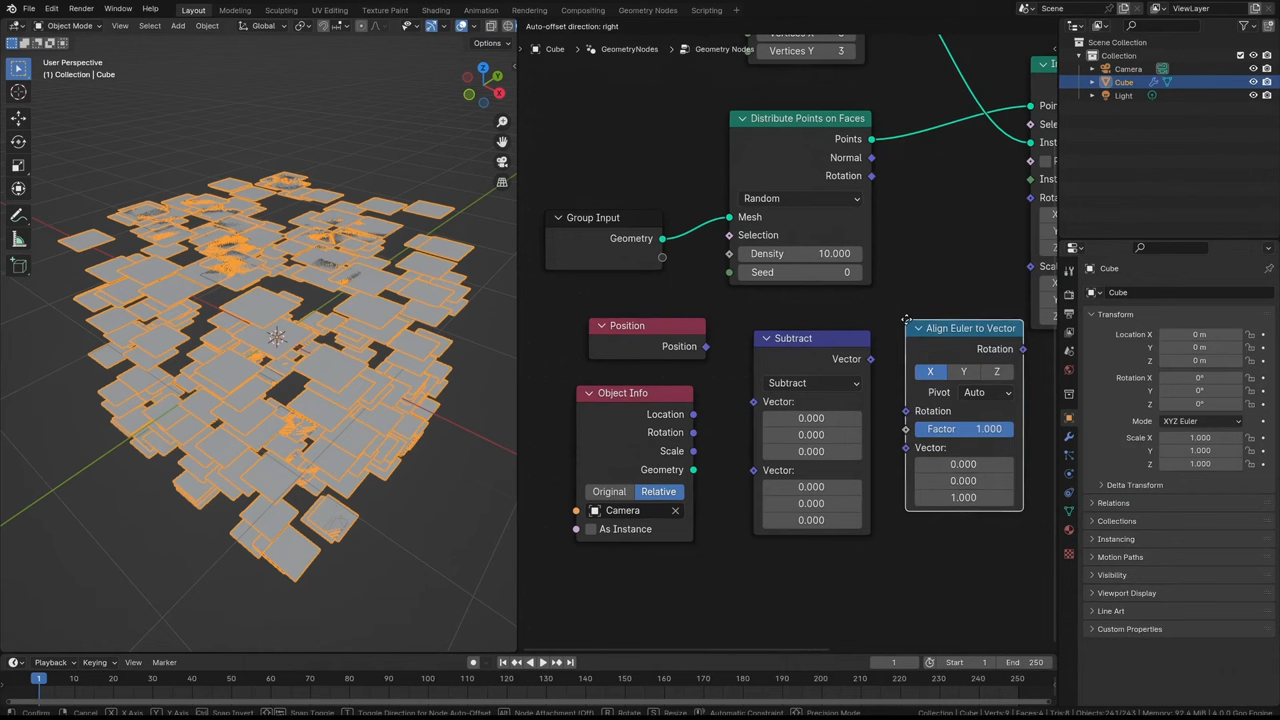 File Edit Render Window Help Layout Modeling Sculpting UV Editing Texture Paint Shading Animation Rendering Compositing Geometry Nodes Scripting Scene ViewLayer
Object Mode View Select Add Object Global Auto-offset direction: right
Options
Cube GeometryNodes Geometry Nodes
User Perspective
(1) Collection | Cube
Vertices Y 3
Distribute Points on Faces
Points
Normal
Rotation
Random
Mesh
Selection
Density 10.000
Seed 0
Group Input
Geometry
Position
Position
Object Info
Location
Rotation
Scale
Geometry
Original Relative
Camera
As Instance
Subtract
Vector
Subtract
Vector:
0.000
0.000
0.000
Vector:
0.000
0.000
0.000
Align Euler to Vector
Rotation
X Y Z
Pivot Auto
Rotation
Factor 1.000
Vector:
0.000
0.000
1.000
Scene Collection
Collection
Camera
Cube
Light
Cube
Cube
Transform
Location X 0 m
Y 0 m
Z 0 m
Rotation X 0°
Y 0°
Z 0°
Mode XYZ Euler
Scale X 1.000
Y 1.000
Z 1.000
Delta Transform
Relations
Collections
Instancing
Motion Paths
Visibility
Viewport Display
Line Art
Custom Properties
Playback Keying View Marker 1 Start 1 End 250
1 10 20 30 40 50 60 70 80 90 100 110 120 130 140 150 160 170 180 190 200 210 220 230 240 250